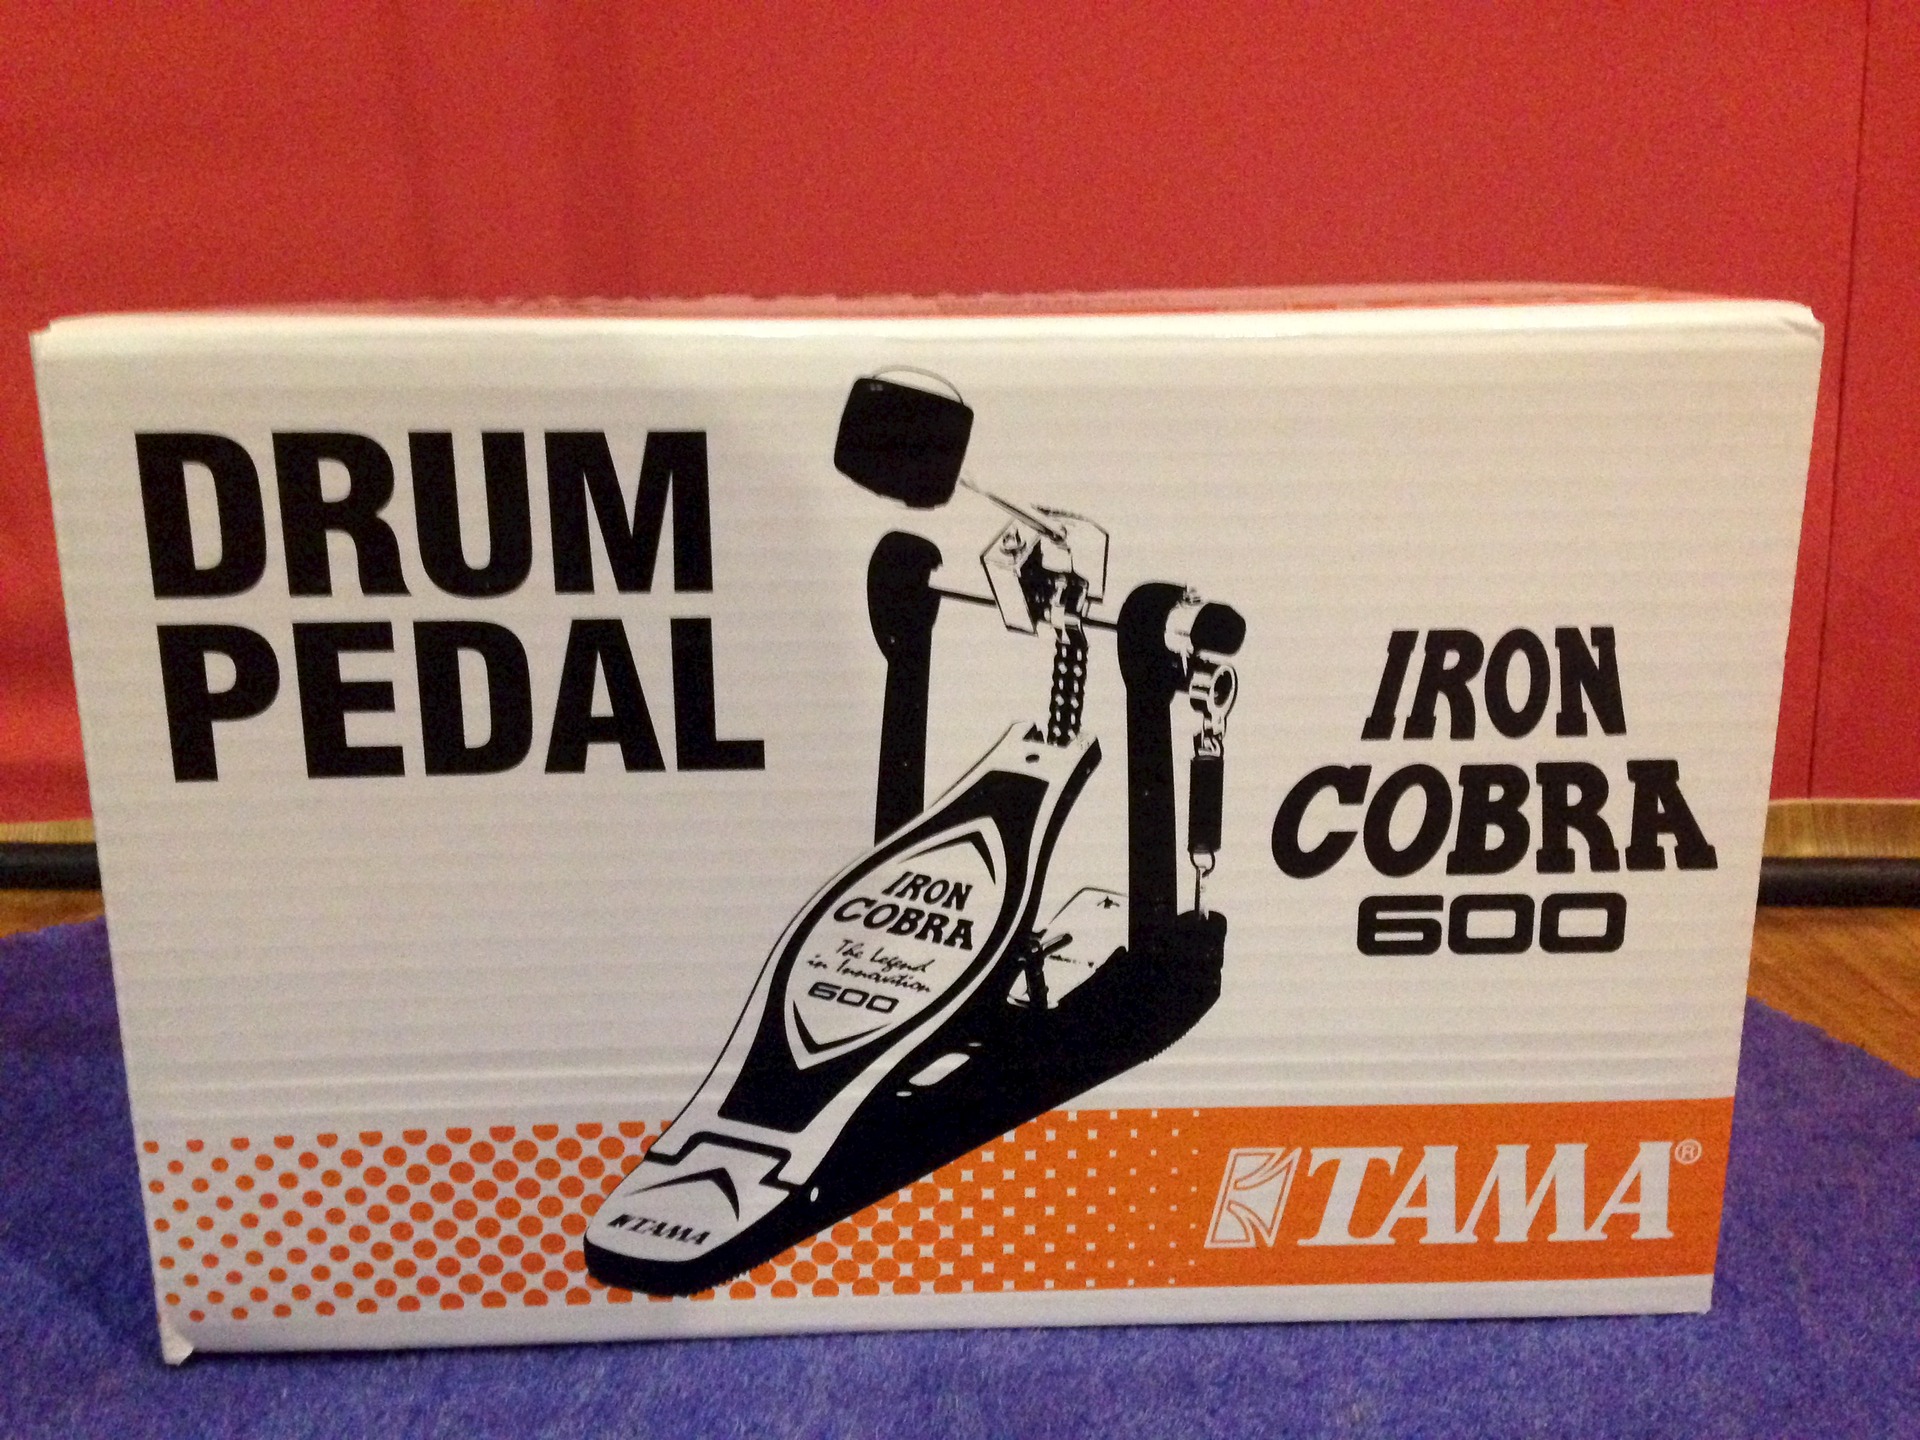 DRUM
PEDAL
IRON
COBRA
600
IRON
COBRA
The Legend
in Innovation
600
TAMA
TAMA®